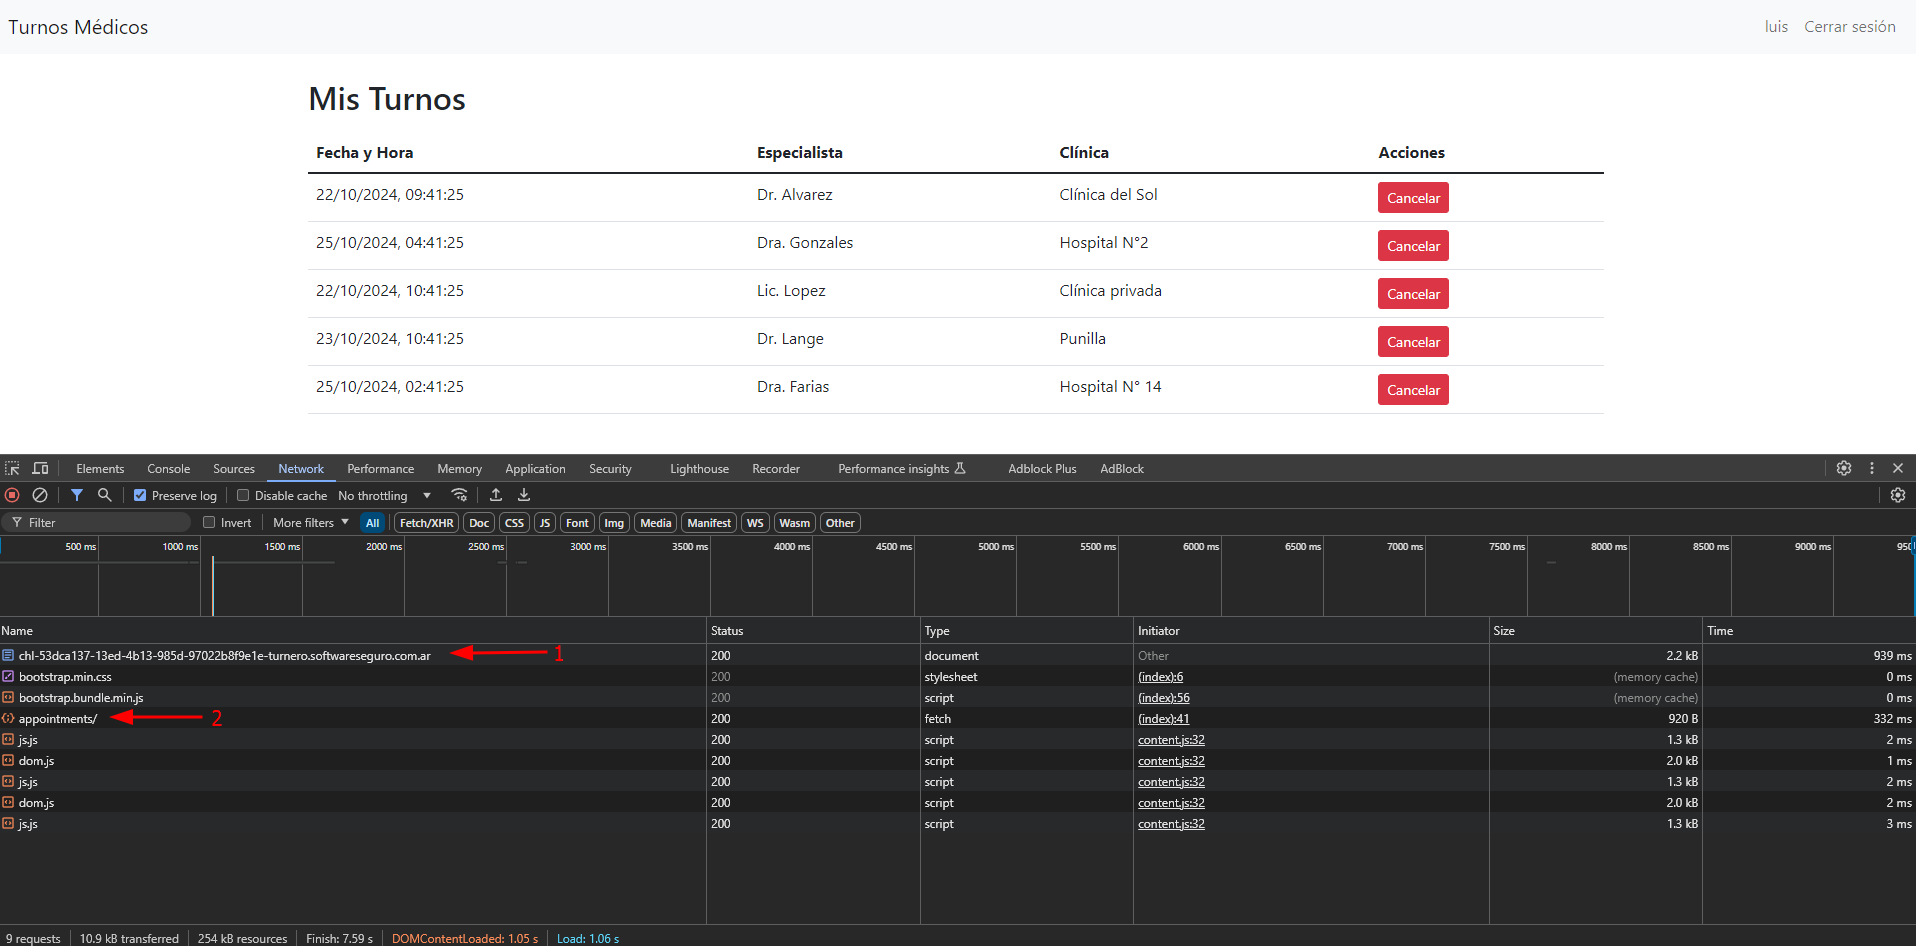 Turnos Médicos luis Cerrar sesión
Mis Turnos
Fecha y Hora Especialista Clínica Acciones
22/10/2024, 09:41:25 Dr. Alvarez Clínica del Sol Cancelar
25/10/2024, 04:41:25 Dra. Gonzales Hospital N°2 Cancelar
22/10/2024, 10:41:25 Lic. Lopez Clínica privada Cancelar
23/10/2024, 10:41:25 Dr. Lange Punilla Cancelar
25/10/2024, 02:41:25 Dra. Farias Hospital N° 14 Cancelar
Elements Console Sources Network Performance Memory Application Security Lighthouse Recorder Performance insights Adblock Plus AdBlock
Preserve log Disable cache No throttling
Filter Invert More filters All Fetch/XHR Doc CSS JS Font Img Media Manifest WS Wasm Other
500 ms 1000 ms 1500 ms 2000 ms 2500 ms 3000 ms 3500 ms 4000 ms 4500 ms 5000 ms 5500 ms 6000 ms 6500 ms 7000 ms 7500 ms 8000 ms 8500 ms 9000 ms 950
Name Status Type Initiator Size Time
chl-53dca137-13ed-4b13-985d-97022b8f9e1e-turnero.softwareseguro.com.ar 1 200 document Other 2.2 kB 939 ms
bootstrap.min.css 200 stylesheet (index):6 (memory cache) 0 ms
bootstrap.bundle.min.js 200 script (index):56 (memory cache) 0 ms
appointments/ 2 200 fetch (index):41 920 B 332 ms
js.js 200 script content.js:32 1.3 kB 2 ms
dom.js 200 script content.js:32 2.0 kB 1 ms
js.js 200 script content.js:32 1.3 kB 2 ms
dom.js 200 script content.js:32 2.0 kB 2 ms
js.js 200 script content.js:32 1.3 kB 3 ms
9 requests 10.9 kB transferred 254 kB resources Finish: 7.59 s DOMContentLoaded: 1.05 s Load: 1.06 s